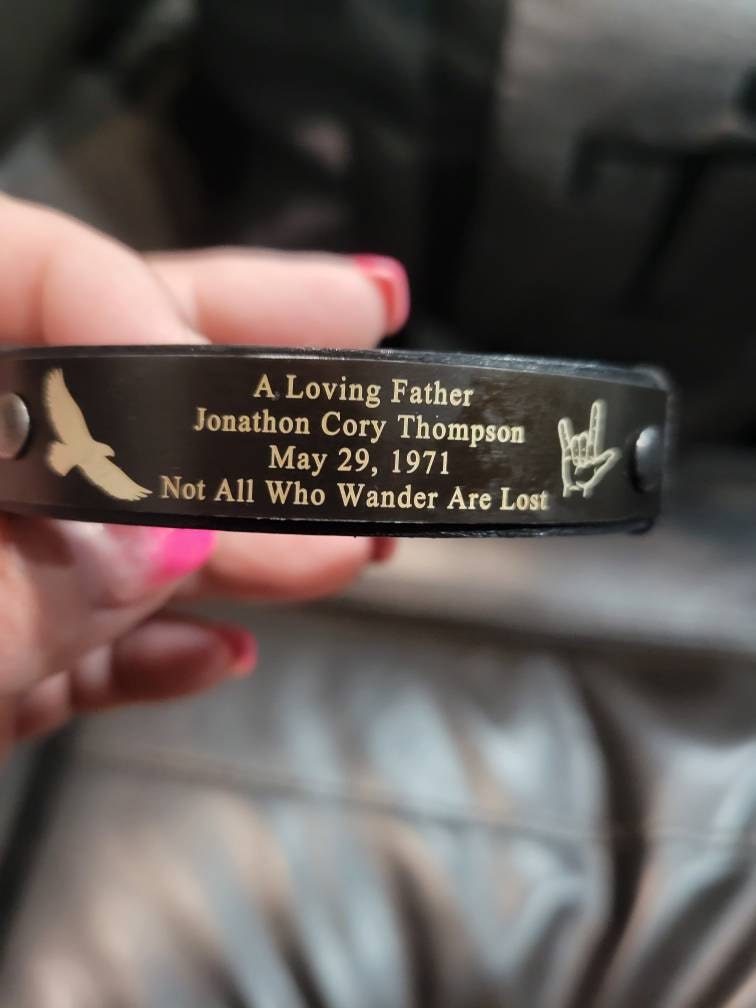 A Loving Father
Jonathon Cory Thompson
May 29, 1971
Not All Who Wander Are Lost